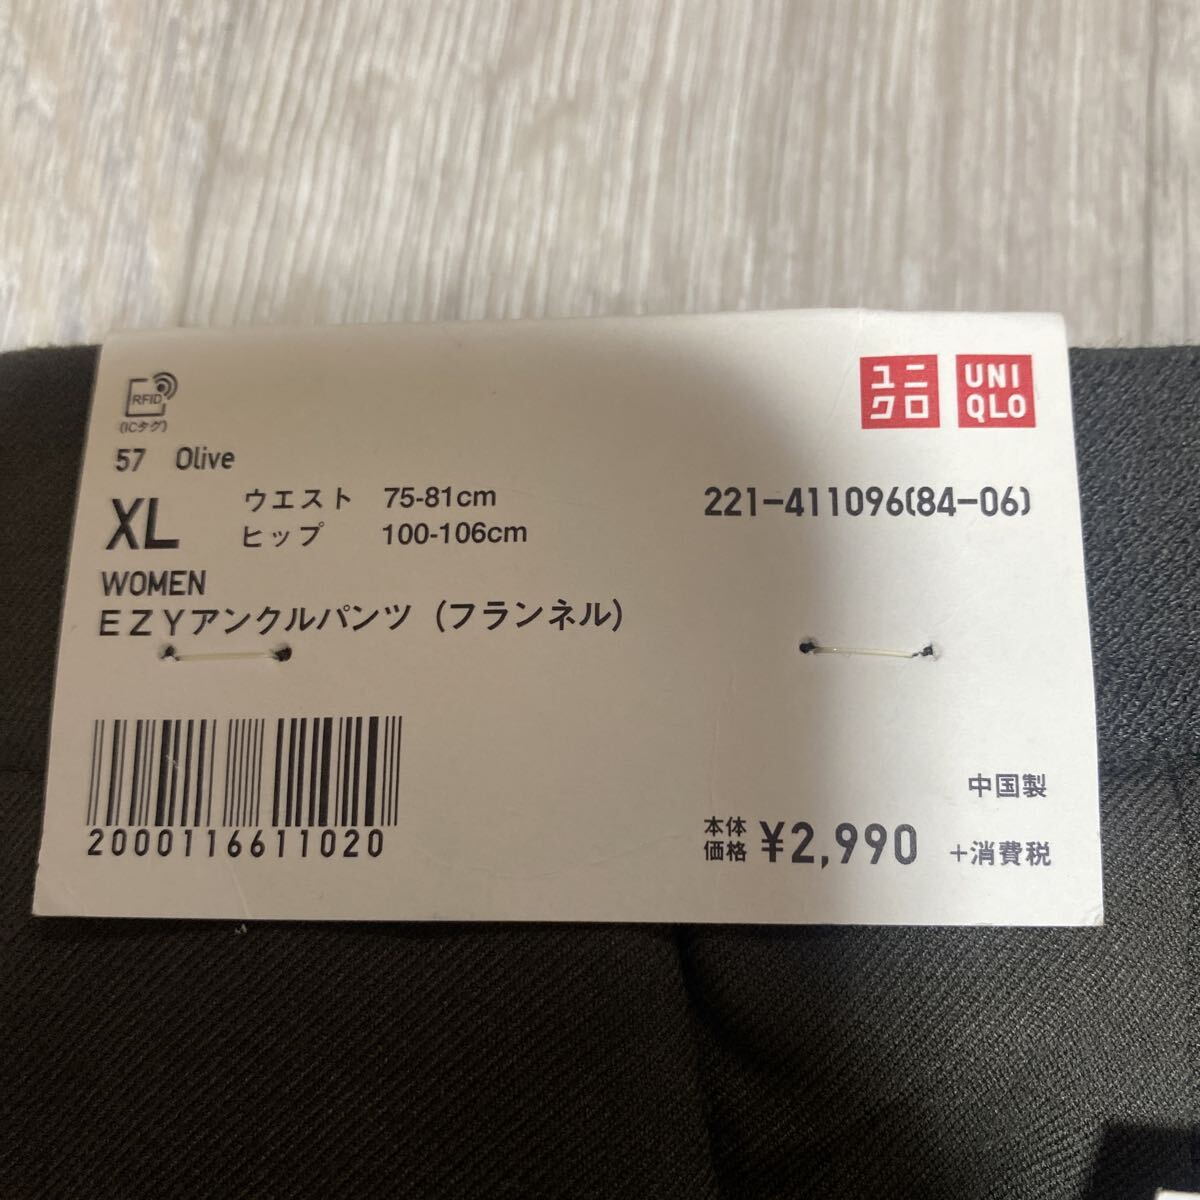 RFID
(ICタグ)
ユニ
クロ
UNI
QLO
57 Olive
XL
ウエスト 75-81cm
ヒップ 100-106cm
221-411096(84-06)
WOMEN
EZYアンクルパンツ (フランネル)
2000116611020
中国製
本体
価格 ¥2,990 +消費税